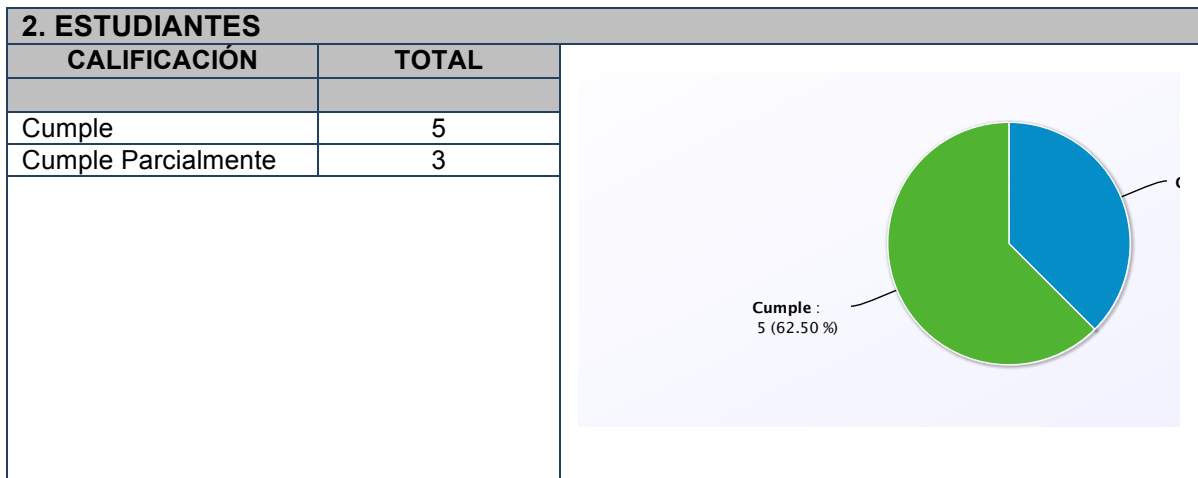 2. ESTUDIANTES
CALIFICACIÓN TOTAL
Cumple 5
Cumple Parcialmente 3
Cumple :
5 (62.50 %)